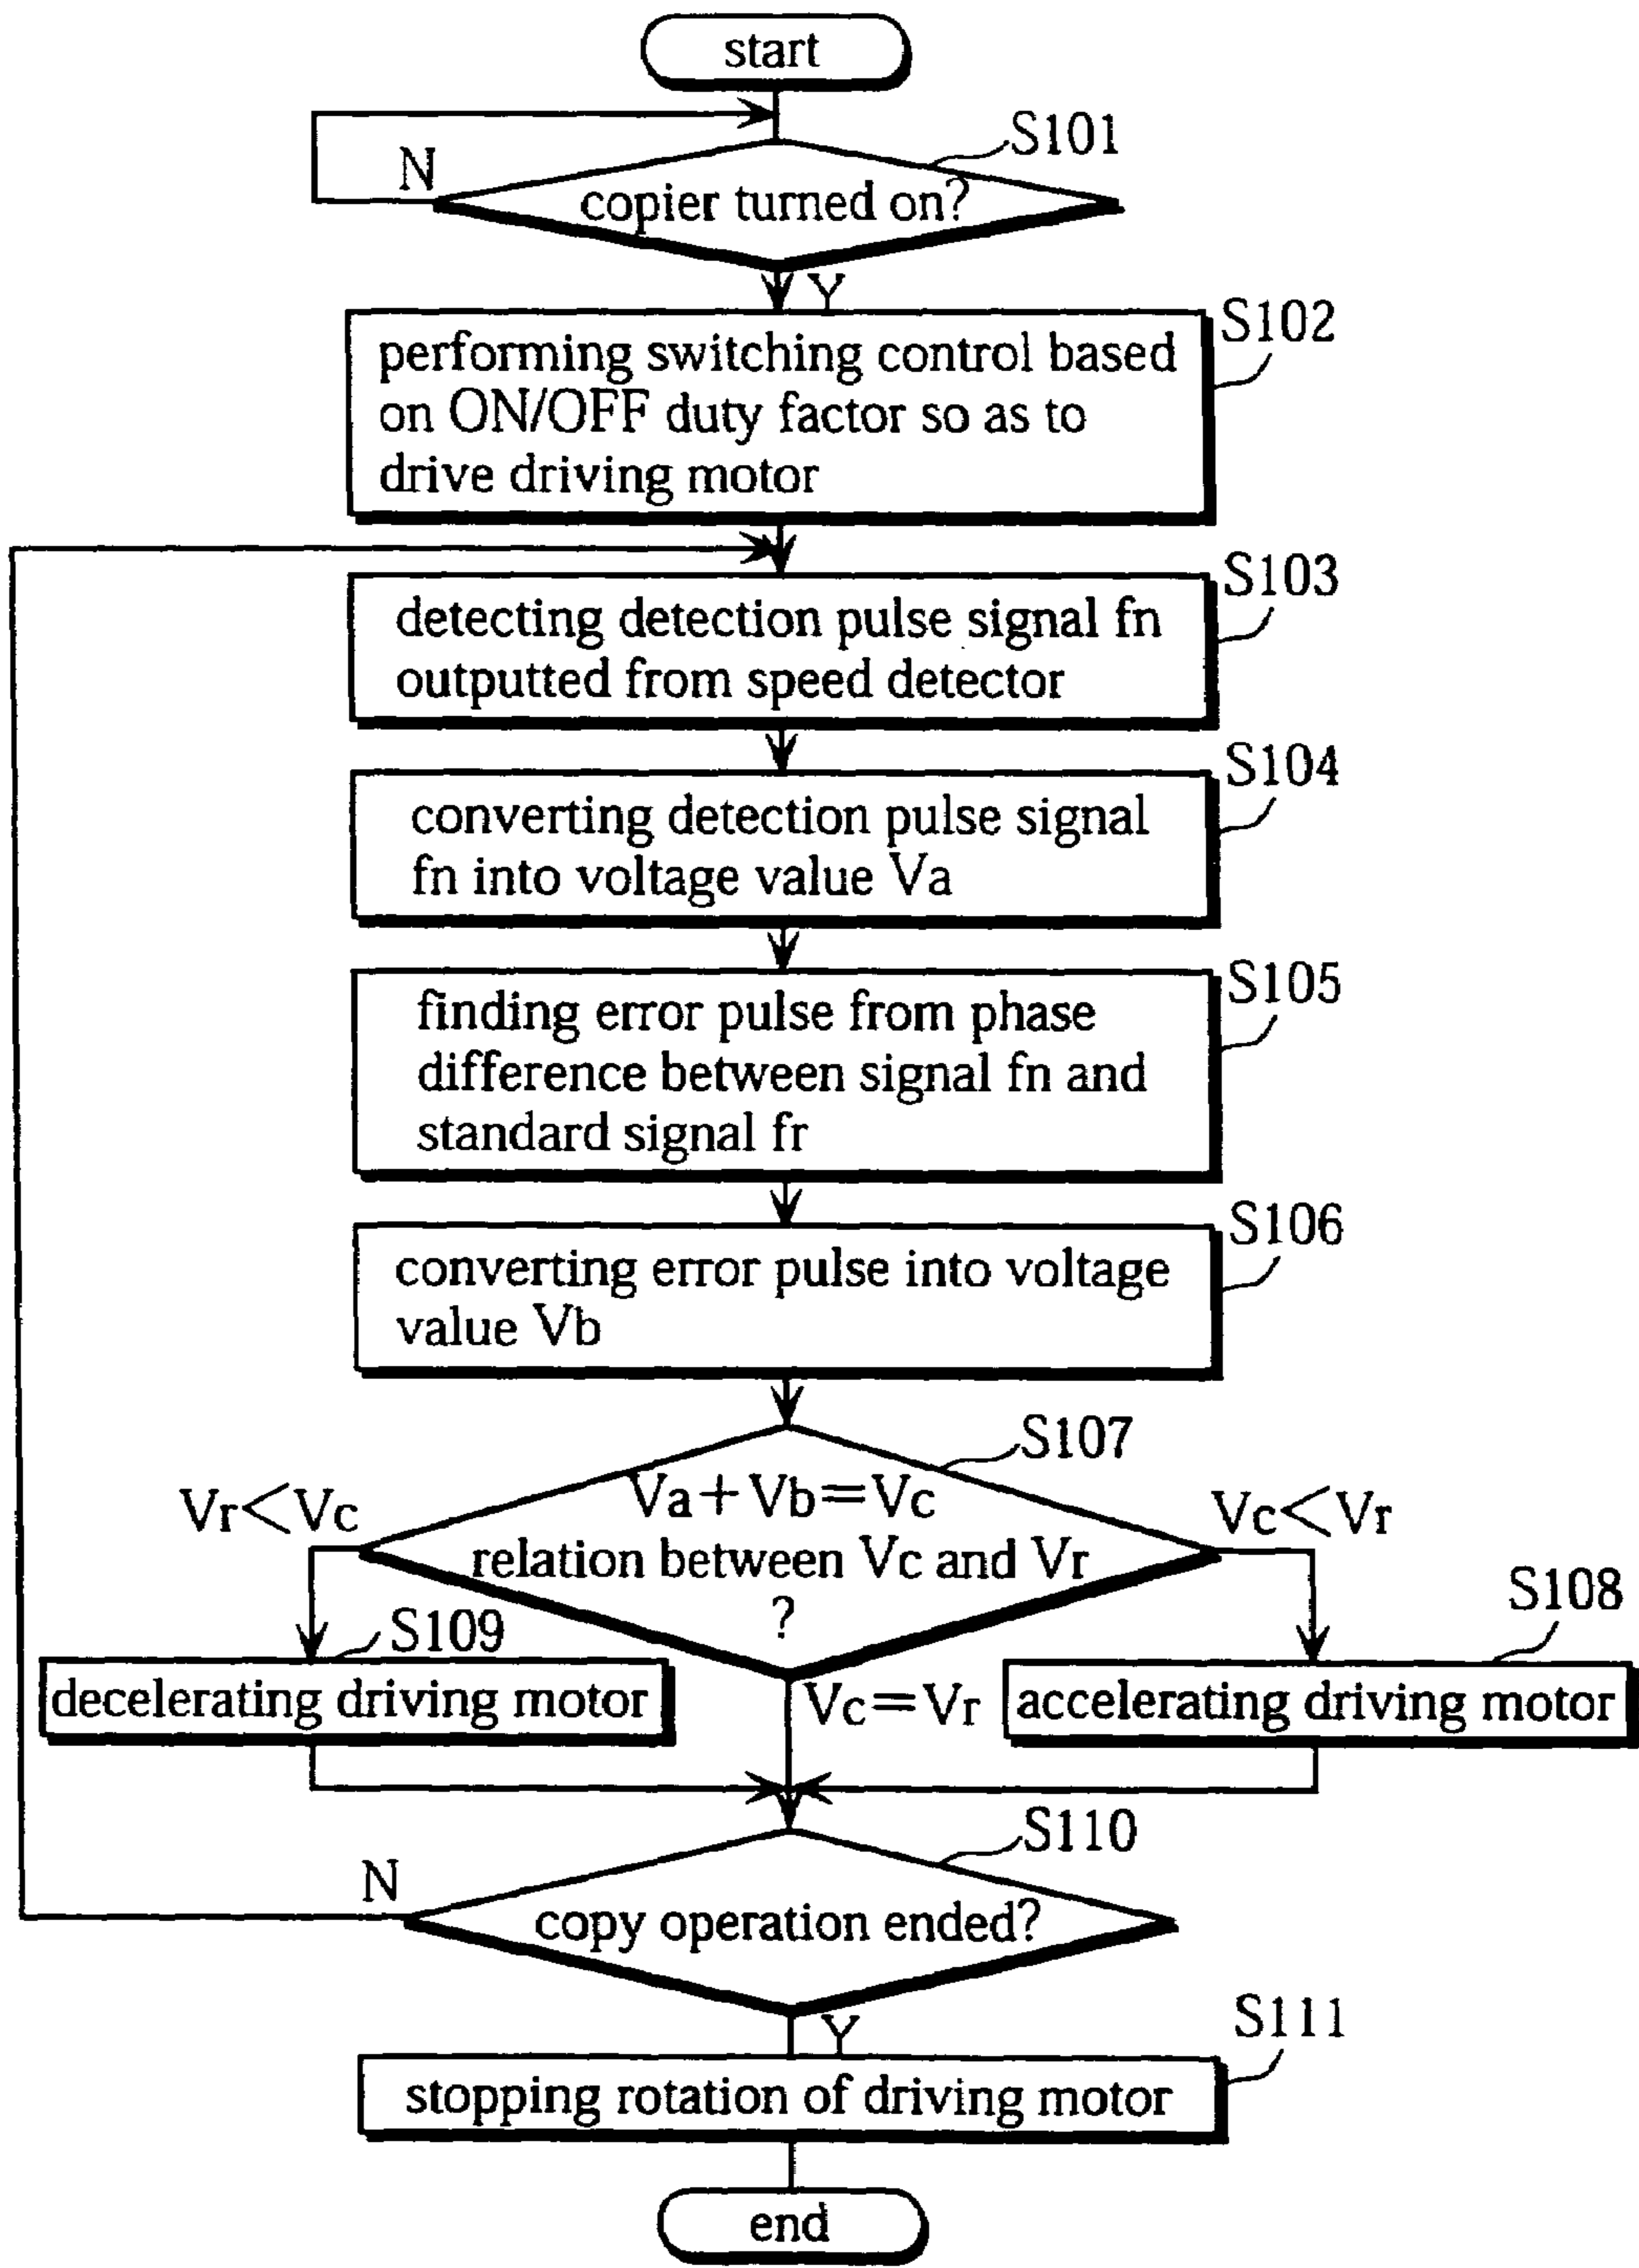 start
S101
N
copier turned on?
Y
S102
performing switching control based
on ON/OFF duty factor so as to
drive driving motor
S103
detecting detection pulse signal fn
outputted from speed detector
S104
converting detection pulse signal
fn into voltage value Va
S105
finding error pulse from phase
difference between signal fn and
standard signal fr
S106
converting error pulse into voltage
value Vb
S107
Va+Vb=Vc
Vr<Vc
Vc<Vr
relation between Vc and Vr
?
S109
S108
decelerating driving motor
Vc=Vr
accelerating driving motor
S110
N
copy operation ended?
Y
S111
stopping rotation of driving motor
end